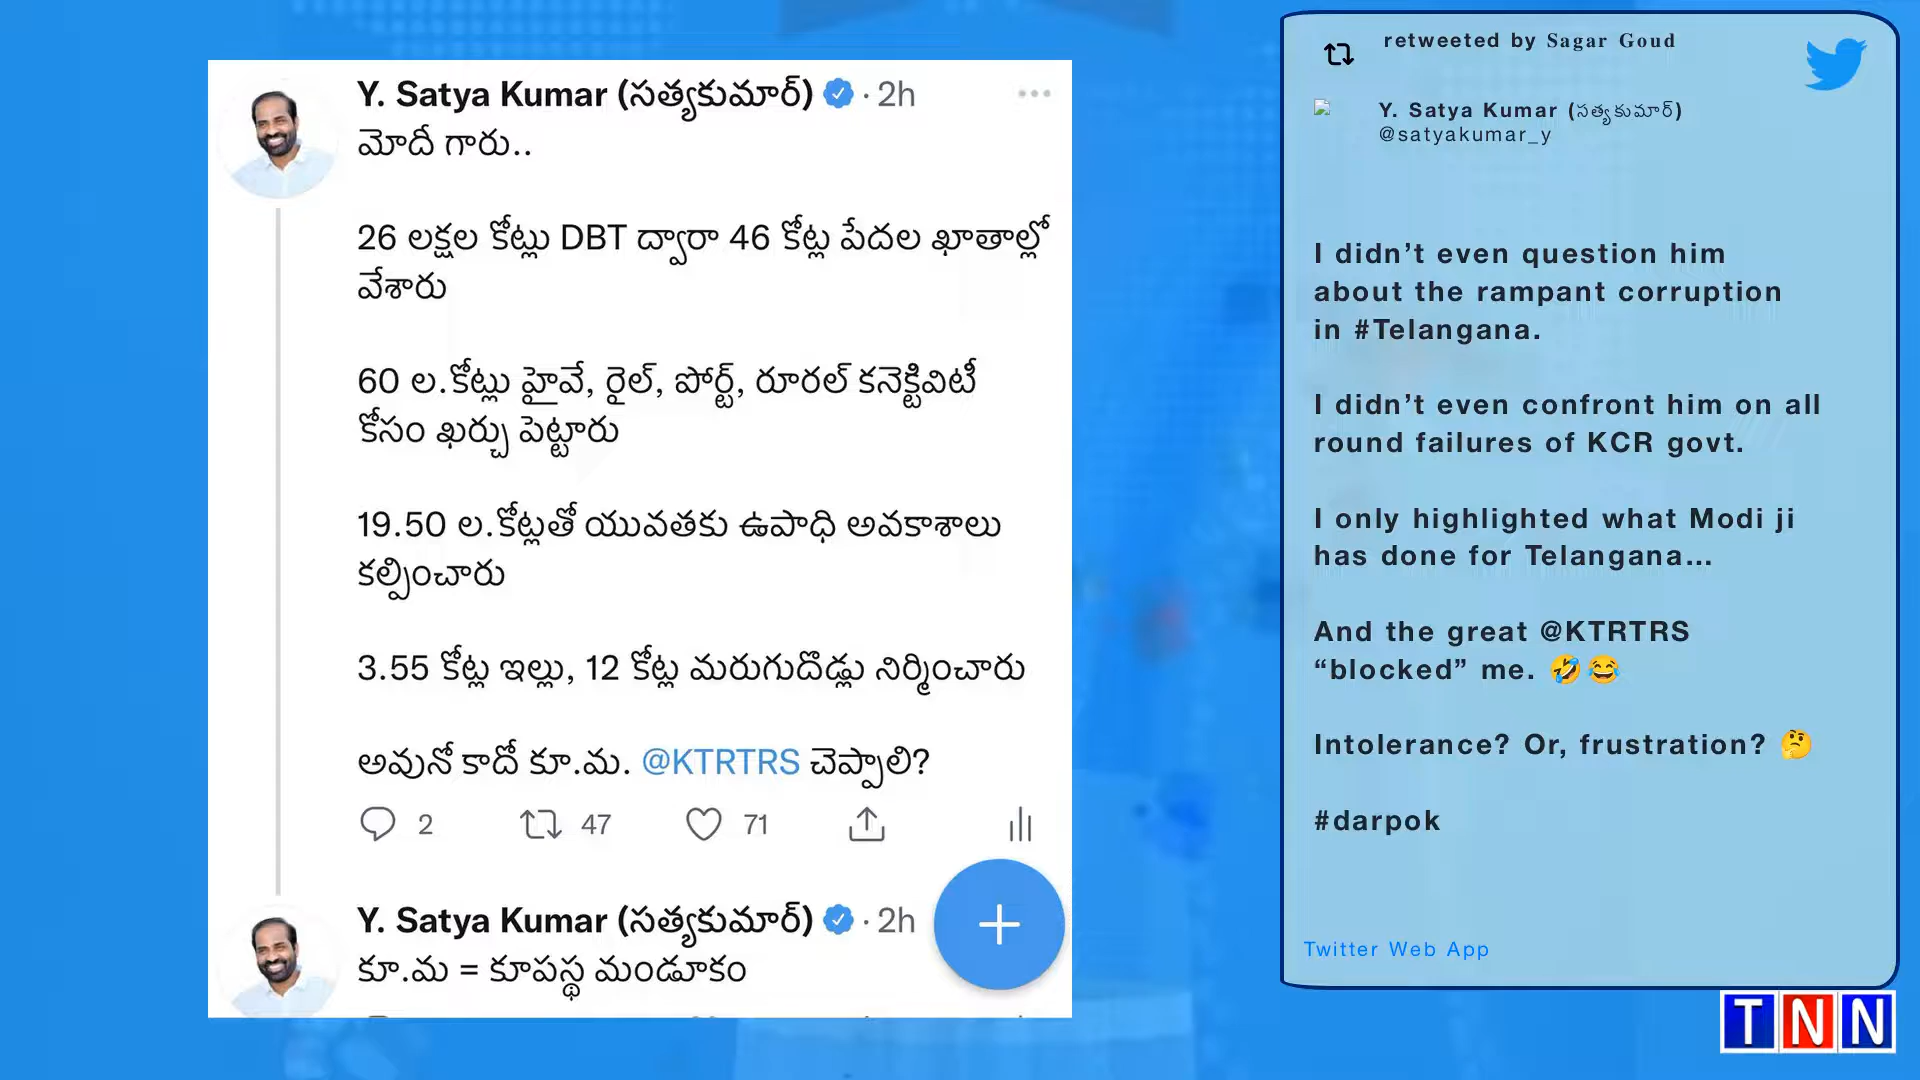 Y. Satya Kumar (సత్యకుమార్) · 2h
మోదీ గారు..
26 లక్షల కోట్లు DBT ద్వారా 46 కోట్ల పేదల ఖాతాల్లో
వేశారు
60 ల.కోట్లు హైవే, రైల్, పోర్ట్, రూరల్ కనెక్టివిటీ
కోసం ఖర్చు పెట్టారు
19.50 ల.కోట్లతో యువతకు ఉపాధి అవకాశాలు
కల్పించారు
3.55 కోట్ల ఇల్లు, 12 కోట్ల మరుగుదొడ్లు నిర్మించారు
అవునో కాదో కూ.మ. @KTRTRS చెప్పాలి?
2 47 71
Y. Satya Kumar (సత్యకుమార్) · 2h
కూ.మ = కూపస్థ మండూకం
retweeted by Sagar Goud
Y. Satya Kumar (సత్యకుమార్)
@satyakumar_y
I didn’t even question him
about the rampant corruption
in #Telangana.
I didn’t even confront him on all
round failures of KCR govt.
I only highlighted what Modi ji
has done for Telangana...
And the great @KTRTRS
“blocked” me. 🤣😂
Intolerance? Or, frustration? 🤔
#darpok
Twitter Web App
TNN